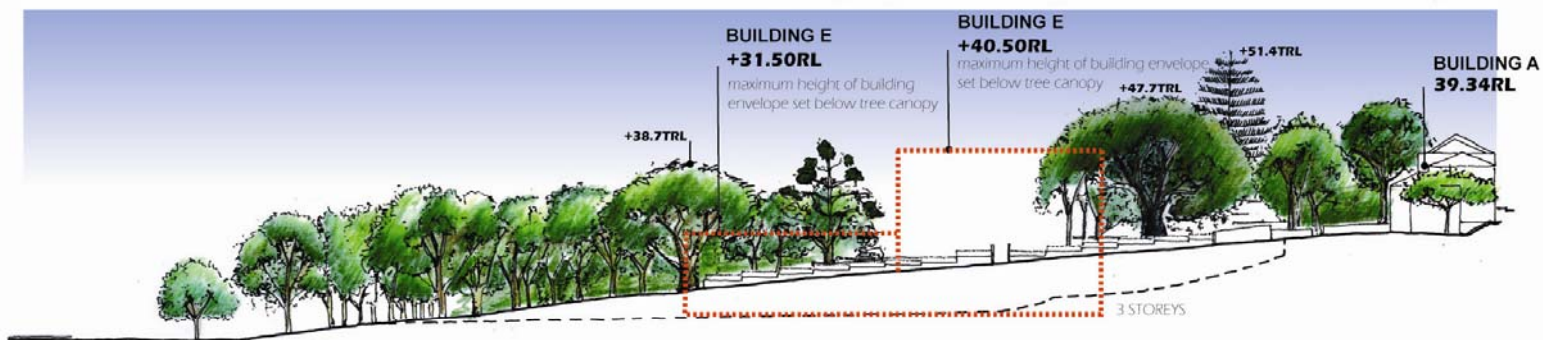 BUILDING E
+31.50RL
maximum height of building
envelope set below tree canopy
BUILDING E
+40.50RL
maximum height of building envelope
set below tree canopy
+51.4TRL
BUILDING A
39.34RL
+47.7TRL
+38.7TRL
3 STOREYS